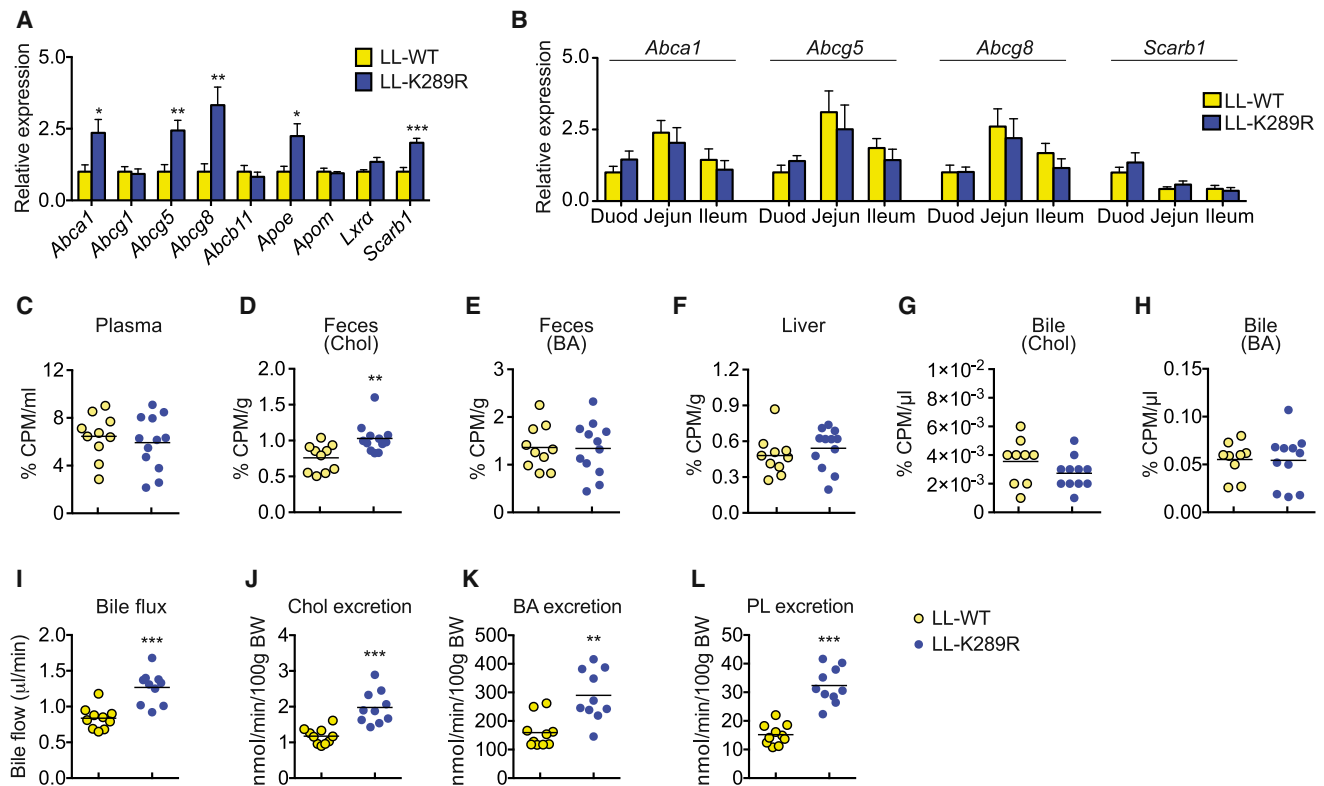 A
Relative expression
5.0
2.5
0.0
* ** ** * ***
LL-WT
LL-K289R
Abca1 Abcg1 Abcg5 Abcg8 Abcb11 Apoe Apom Lxrα Scarb1
B
Relative expression
5.0
2.5
0.0
Abca1 Abcg5 Abcg8 Scarb1
LL-WT
LL-K289R
Duod Jejun Ileum Duod Jejun Ileum Duod Jejun Ileum Duod Jejun Ileum
C
Plasma
% CPM/ml
12
8
4
0
D
Feces
(Chol)
% CPM/g
2.0
1.5
1.0
0.5
0.0
**
E
Feces
(BA)
% CPM/g
3
2
1
0
F
Liver
% CPM/g
1.2
0.9
0.6
0.3
0.0
G
Bile
(Chol)
% CPM/µl
1×10⁻²
8×10⁻³
6×10⁻³
4×10⁻³
2×10⁻³
0
H
Bile
(BA)
% CPM/µl
0.15
0.10
0.05
0.00
I
Bile flux
Bile flow (µl/min)
2.0
1.5
1.0
0.5
0.0
***
J
Chol excretion
nmol/min/100g BW
4
3
2
1
0
***
K
BA excretion
nmol/min/100g BW
500
400
300
200
100
0
**
L
PL excretion
nmol/min/100g BW
50
40
30
20
10
0
***
LL-WT
LL-K289R